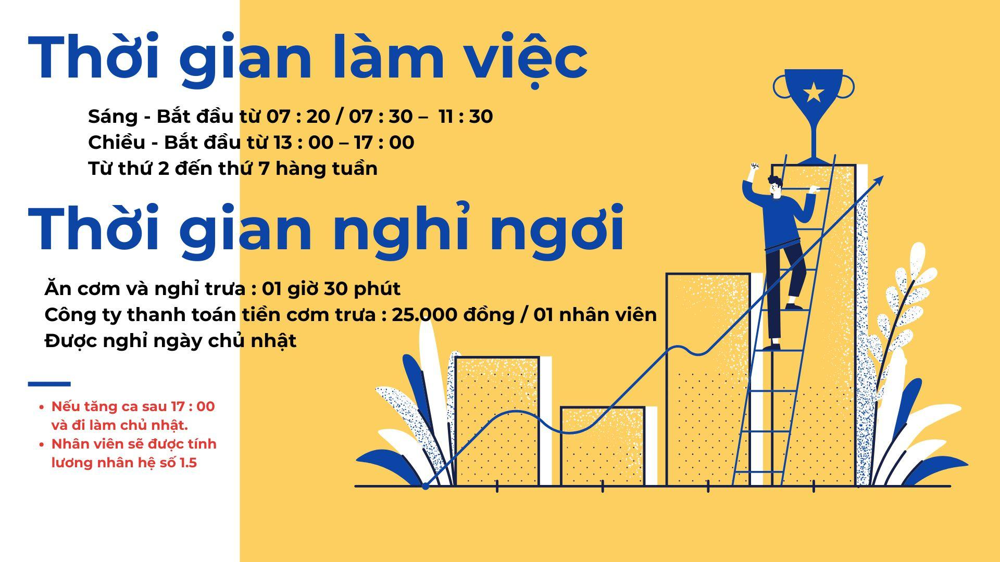 Thời gian làm việc
Sáng - Bắt đầu từ 07 : 20 / 07 : 30 – 11 : 30
Chiều - Bắt đầu từ 13 : 00 – 17 : 00
Từ thứ 2 đến thứ 7 hàng tuần
Thời gian nghỉ ngơi
Ăn cơm và nghỉ trưa : 01 giờ 30 phút
Công ty thanh toán tiền cơm trưa : 25.000 đồng / 01 nhân viên
Được nghỉ ngày chủ nhật
• Nếu tăng ca sau 17 : 00
và đi làm chủ nhật.
• Nhân viên sẽ được tính
lương nhân hệ số 1.5